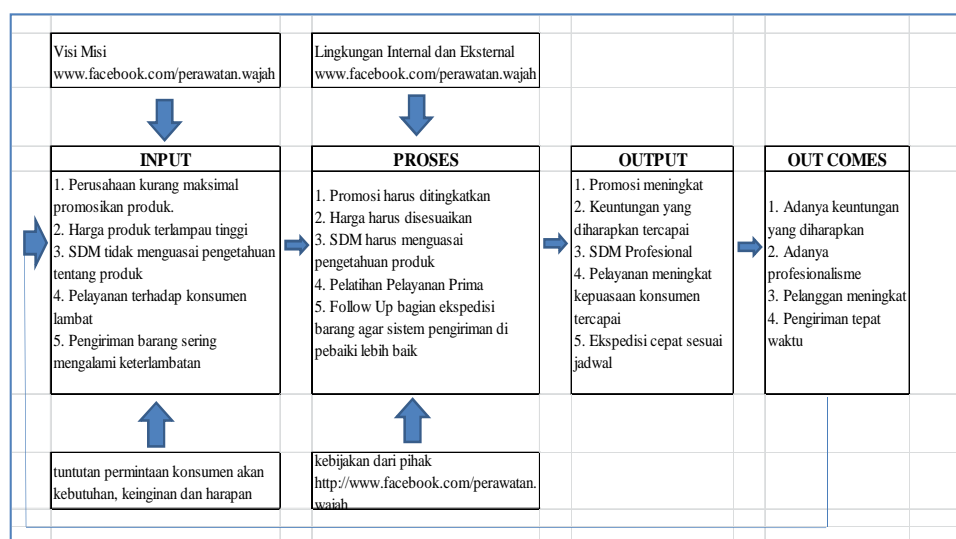 Visi Misi
www.facebook.com/perawatan.wajah
Lingkungan Internal dan Eksternal
www.facebook.com/perawatan.wajah
INPUT
1. Perusahaan kurang maksimal
promosikan produk.
2. Harga produk terlampau tinggi
3. SDM tidak menguasai pengetahuan
tentang produk
4. Pelayanan terhadap konsumen
lambat
5. Pengiriman barang sering
mengalami keterlambatan
PROSES
1. Promosi harus ditingkatkan
2. Harga harus disesuaikan
3. SDM harus menguasai
pengetahuan produk
4. Pelatihan Pelayanan Prima
5. Follow Up bagian ekspedisi
barang agar sistem pengiriman di
pebaiki lebih baik
OUTPUT
1. Promosi meningkat
2. Keuntungan yang
diharapkan tercapai
3. SDM Profesional
4. Pelayanan meningkat
kepuasaan konsumen
tercapai
5. Ekspedisi cepat sesuai
jadwal
OUT COMES
1. Adanya keuntungan
yang diharapkan
2. Adanya
profesionalisme
3. Pelanggan meningkat
4. Pengiriman tepat
waktu
tuntutan permintaan konsumen akan
kebutuhan, keinginan dan harapan
kebijakan dari pihak
http://www.facebook.com/perawatan.
wajah